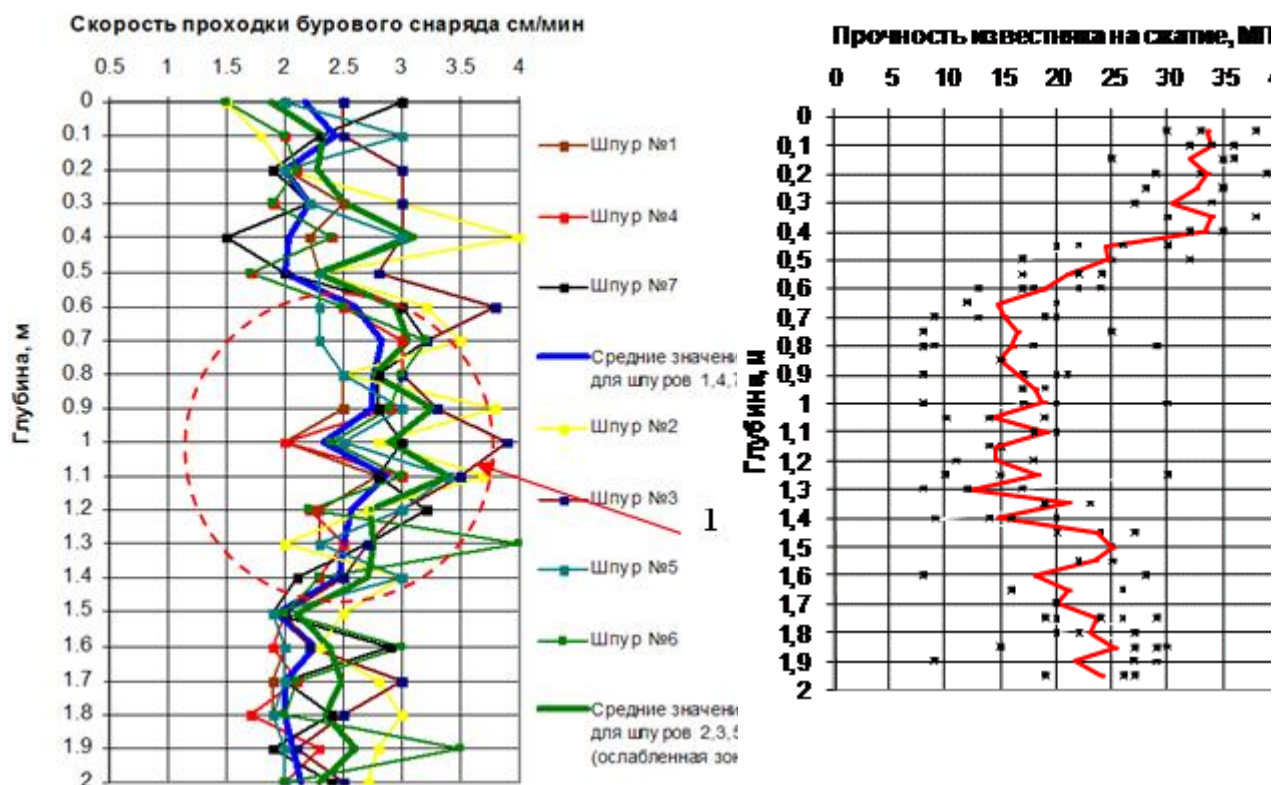 Скорость проходки бурового снаряда см/мин
0.5 1 1.5 2 2.5 3 3.5 4
Глубина, м
0
0.1
0.2
0.3
0.4
0.5
0.6
0.7
0.8
0.9
1
1.1
1.2
1.3
1.4
1.5
1.6
1.7
1.8
1.9
2
Шпур №1
Шпур №4
Шпур №7
Средние значени
для шпуров 1,4,7
Шпур №2
Шпур №3
1
Шпур №5
Шпур №6
Средние значени
для шпуров 2,3,5
(ослабленная зон
Прочность известняка на сжатие, МП
0 5 10 15 20 25 30 35 4
Глубина, м
0
0,1
0,2
0,3
0,4
0,5
0,6
0,7
0,8
0,9
1
1,1
1,2
1,3
1,4
1,5
1,6
1,7
1,8
1,9
2